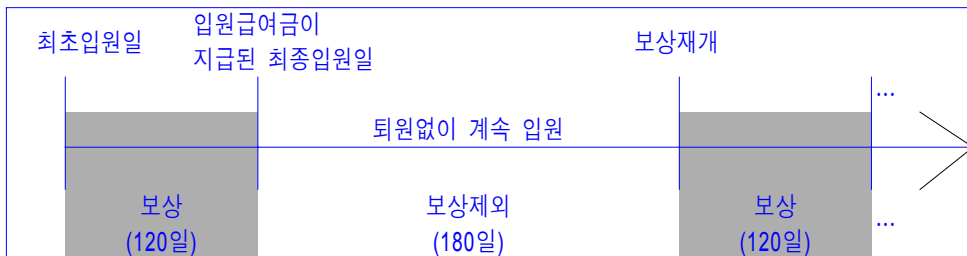 최초입원일
입원급여금이
지급된 최종입원일
보상재개
...
퇴원없이 계속 입원
보상
(120일)
보상제외
(180일)
보상
(120일)
...